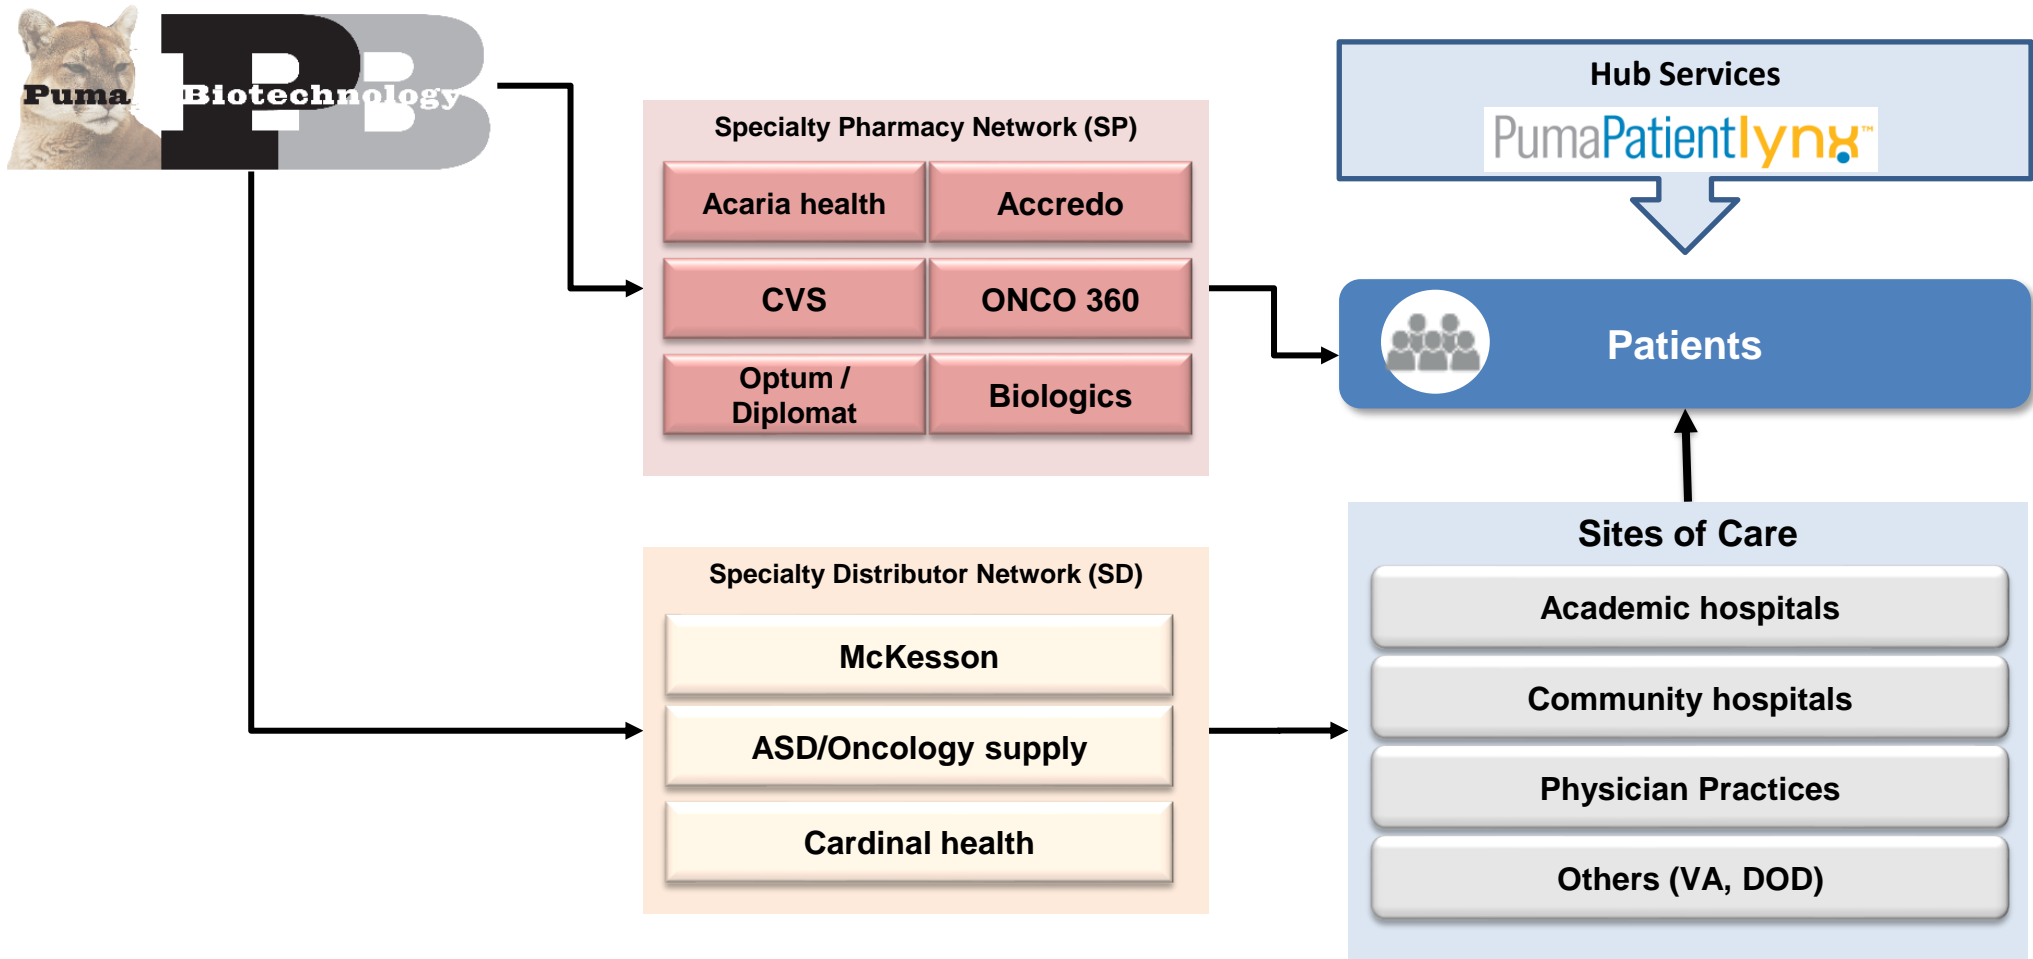 Puma Biotechnology
Specialty Pharmacy Network (SP)
Acaria health
Accredo
CVS
ONCO 360
Optum /
Diplomat
Biologics
Hub Services
PumaPatientlynx™
Patients
Specialty Distributor Network (SD)
McKesson
ASD/Oncology supply
Cardinal health
Sites of Care
Academic hospitals
Community hospitals
Physician Practices
Others (VA, DOD)